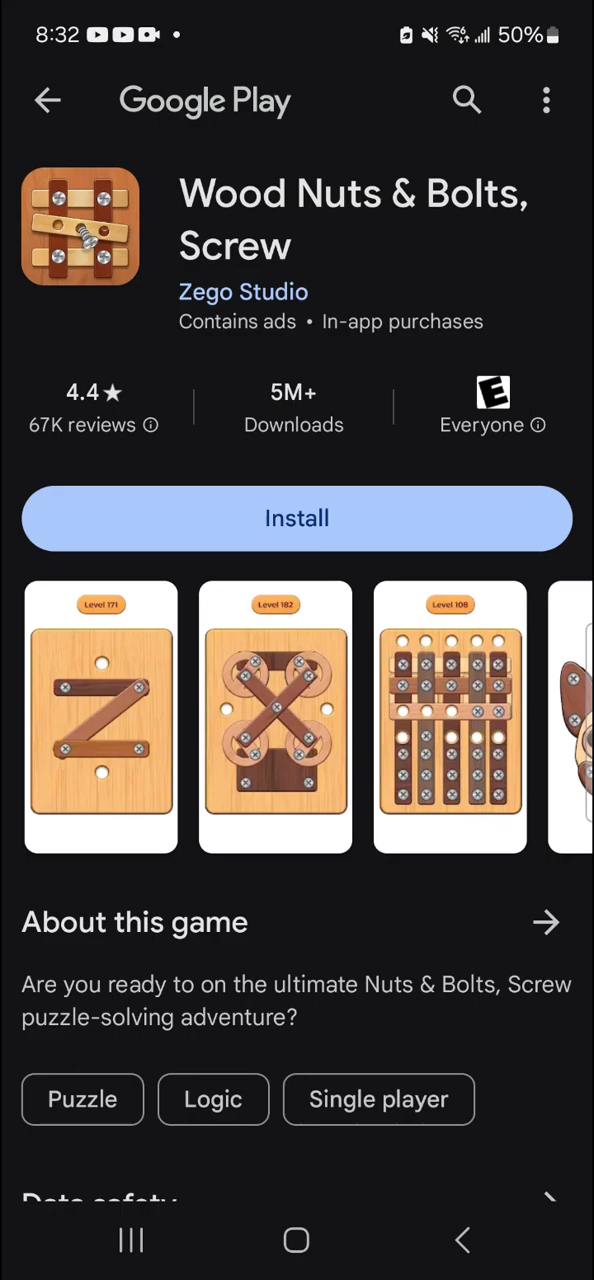 8:32
50%
Google Play
Wood Nuts & Bolts,
Screw
Zego Studio
Contains ads • In-app purchases
4.4★
67K reviews
5M+
Downloads
E
Everyone
Install
Level 171
Level 182
Level 108
About this game
Are you ready to on the ultimate Nuts & Bolts, Screw
puzzle-solving adventure?
Puzzle
Logic
Single player
Data safety